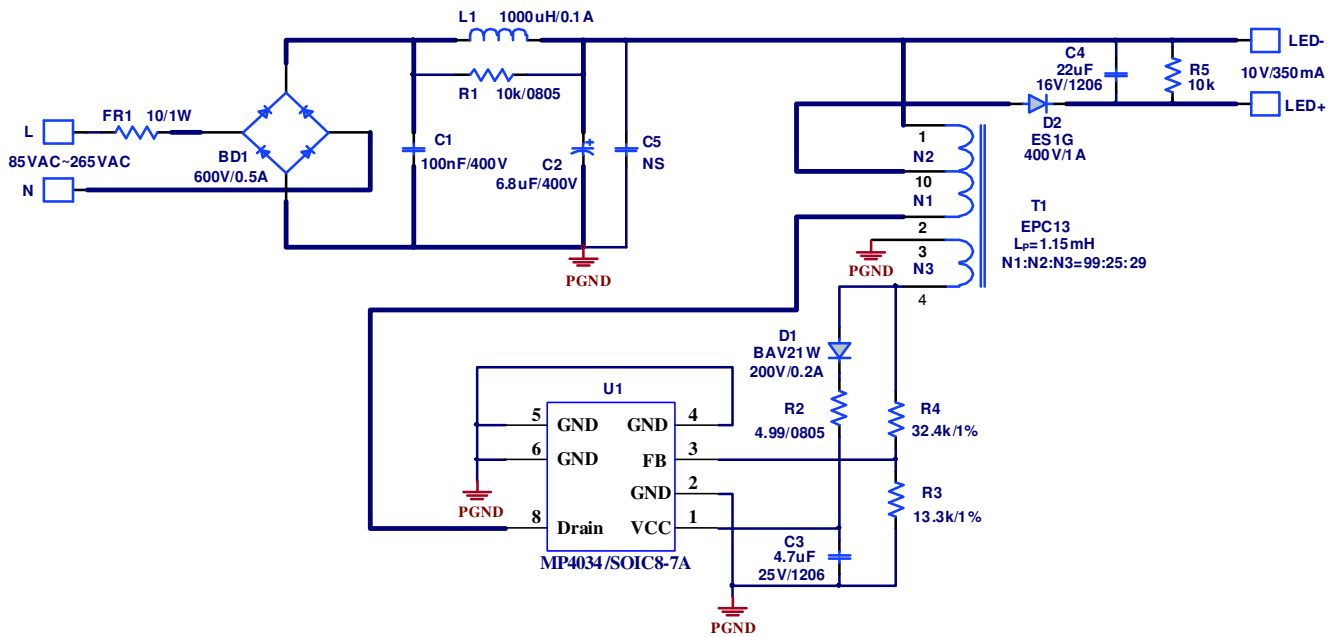 L1 1000uH/0.1A
R1 10k/0805
FR1 10/1W
L
85VAC~265VAC
N
BD1
600V/0.5A
C1
100nF/400V
C2
6.8uF/400V
C5
NS
PGND
C4
22uF
16V/1206
R5
10k
LED-
10V/350mA
LED+
D2
ES1G
400V/1A
1
N2
10
N1
2
3
N3
4
PGND
T1
EPC13
LP=1.15mH
N1:N2:N3=99:25:29
D1
BAV21W
200V/0.2A
R2
4.99/0805
R4
32.4k/1%
R3
13.3k/1%
C3
4.7uF
25V/1206
U1
5 GND GND 4
6 GND FB 3
GND 2
8 Drain VCC 1
MP4034/SOIC8-7A
PGND
PGND